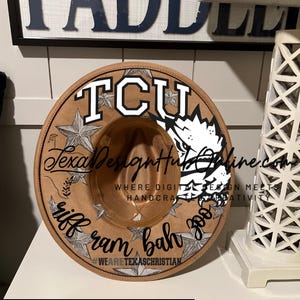 PADDLE
TCU
TexaDesignHubOnline.com
WHERE DIGITAL DESIGN MEETS
HANDCRAFTED CREATIVITY
riff ram, bah zoo
#WEARETEXASCHRISTIAN